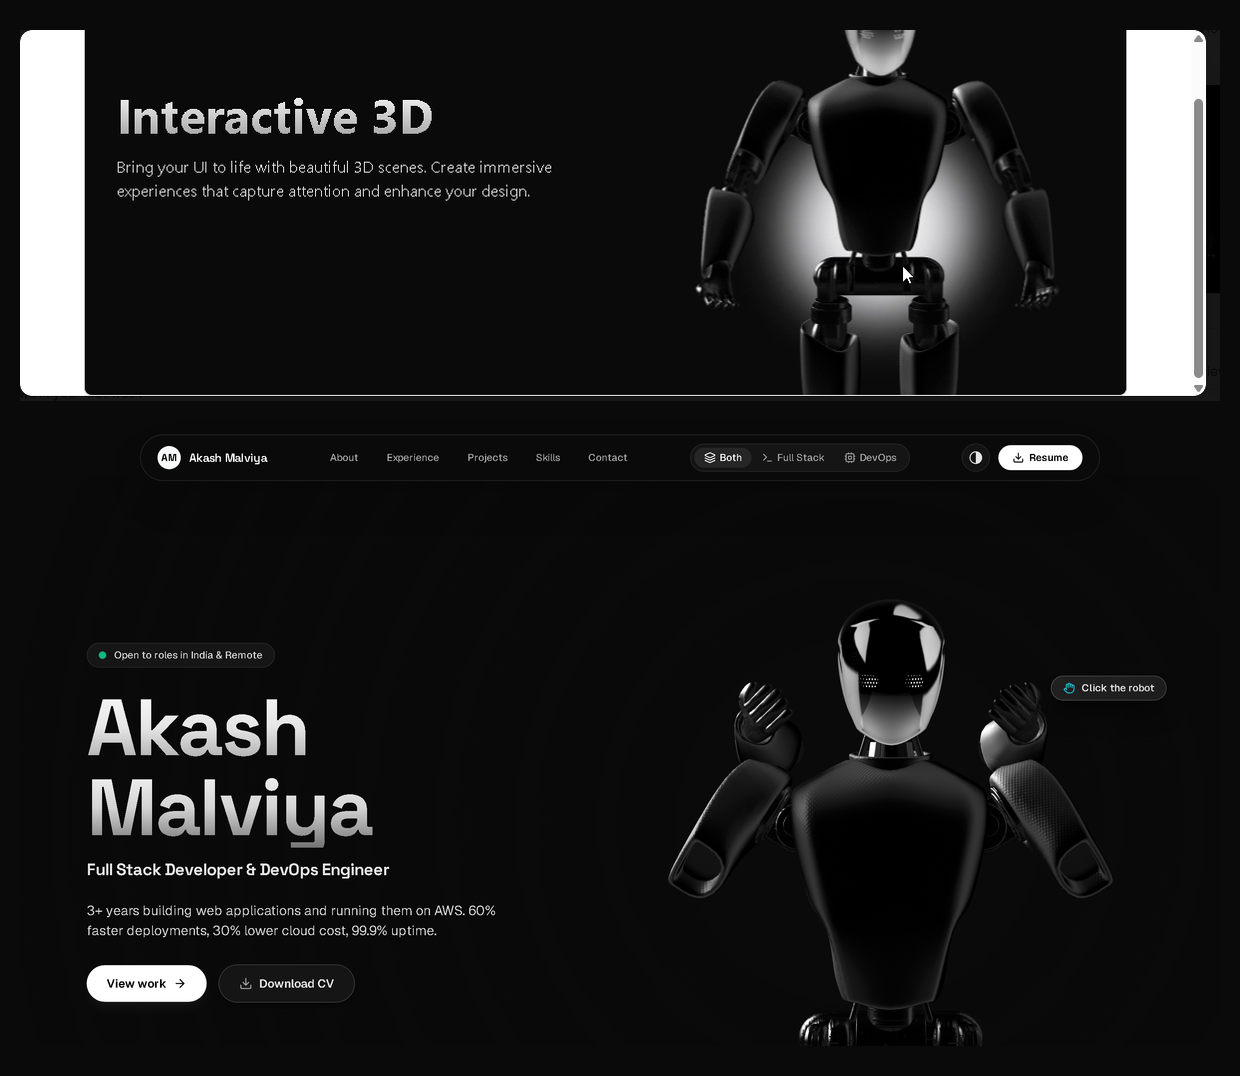 Interactive 3D
Bring your UI to life with beautiful 3D scenes. Create immersive
experiences that capture attention and enhance your design.
AM Akash Malviya About Experience Projects Skills Contact Both Full Stack DevOps Resume
Open to roles in India & Remote
Click the robot
Akash
Malviya
Full Stack Developer & DevOps Engineer
3+ years building web applications and running them on AWS. 60%
faster deployments, 30% lower cloud cost, 99.9% uptime.
View work Download CV